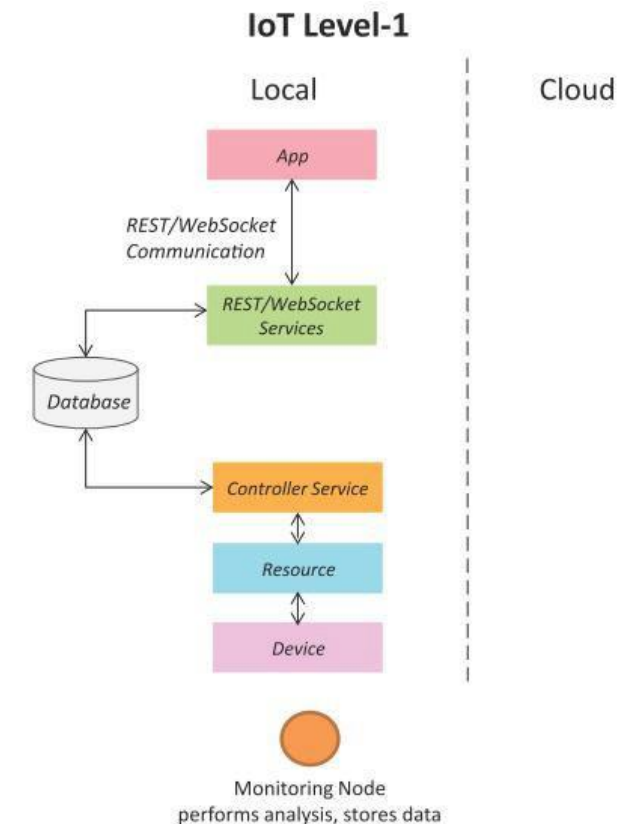 IoT Level-1
Local
Cloud
App
REST/WebSocket
Communication
REST/WebSocket
Services
Database
Controller Service
Resource
Device
Monitoring Node
performs analysis, stores data